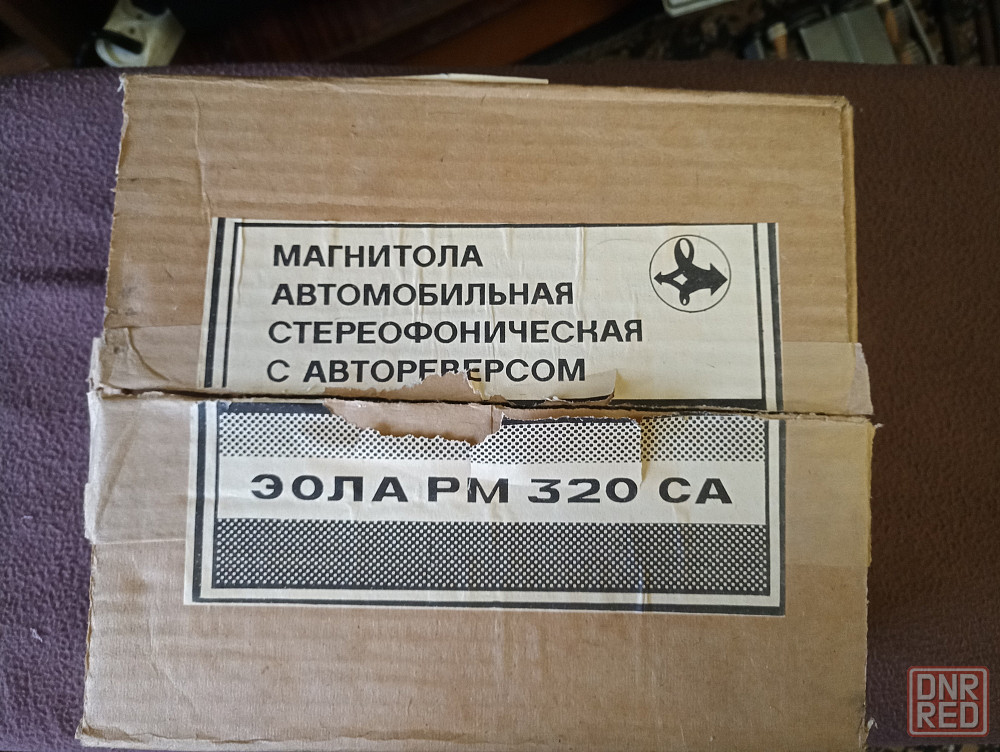 МАГНИТОЛА
АВТОМОБИЛЬНАЯ
СТЕРЕОФОНИЧЕСКАЯ
С АВТОРЕВЕРСОМ
ЭОЛА РМ 320 СА
DNR
RED